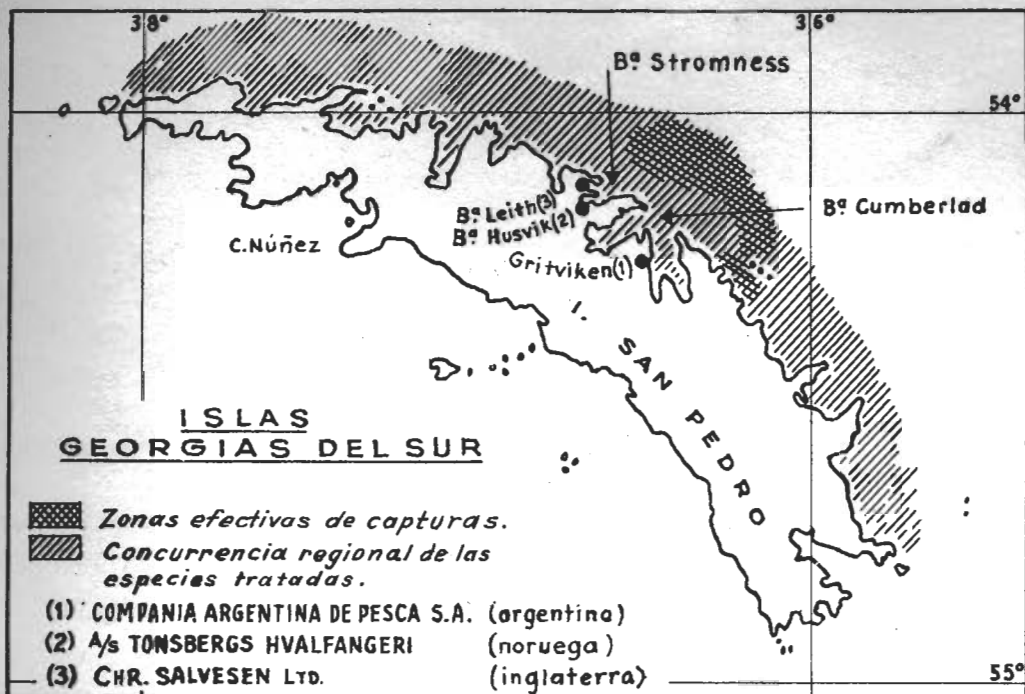 38°
36°
Bª Stromness
54°
Bª Leith(3)
Bª Husvik(2)
Bª Cumberlad
C.Núñez
Gritviken(1)
I. SAN PEDRO
ISLAS
GEORGIAS DEL SUR
Zonas efectivas de capturas.
Concurrencia regional de las
especies tratadas.
(1) COMPANIA ARGENTINA DE PESCA S.A. (argentina)
(2) A/s TONSBERGS HVALFANGERI (noruega)
(3) CHR. SALVESEN LTD. (inglaterra)
55°